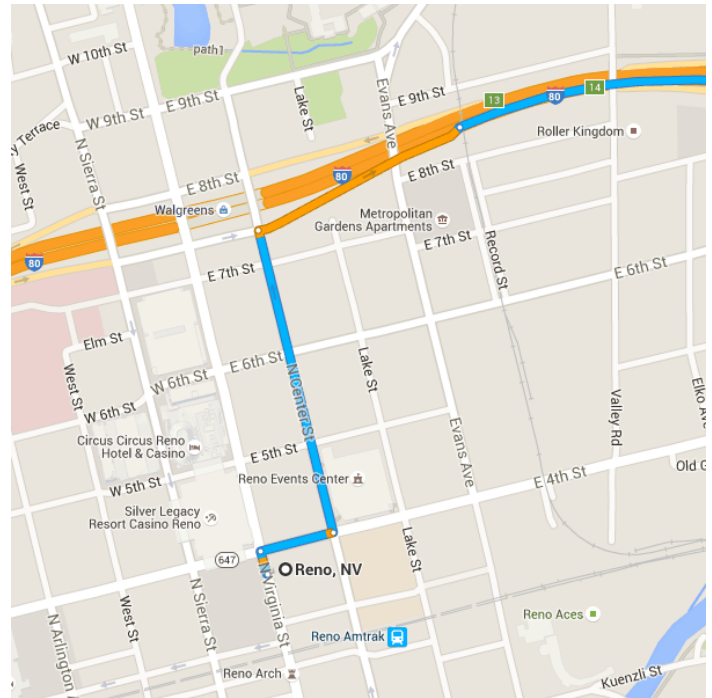 W 10th St
path1
E 9th St
Lake St
Evans Ave
E 9th St
13
14
80
W 9th St
Terrace
N Sierra St
West St
Roller Kingdom
E 8th St
80
E 8th St
Walgreens
Metropolitan
Gardens Apartments
E 7th St
Record St
80
E 7th St
E 6th St
Elm St
E 6th St
N Center St
Lake St
West St
W 6th St
Valley Rd
Elko Ave
Circus Circus Reno
Hotel & Casino
E 5th St
Evans Ave
Reno Events Center
Old
W 5th St
E 4th St
Silver Legacy
Resort Casino Reno
647
Lake St
Reno, NV
N Virginia St
N Sierra St
West St
N Arlington A
Reno Aces
Reno Amtrak
Reno Arch
Kuenzli St